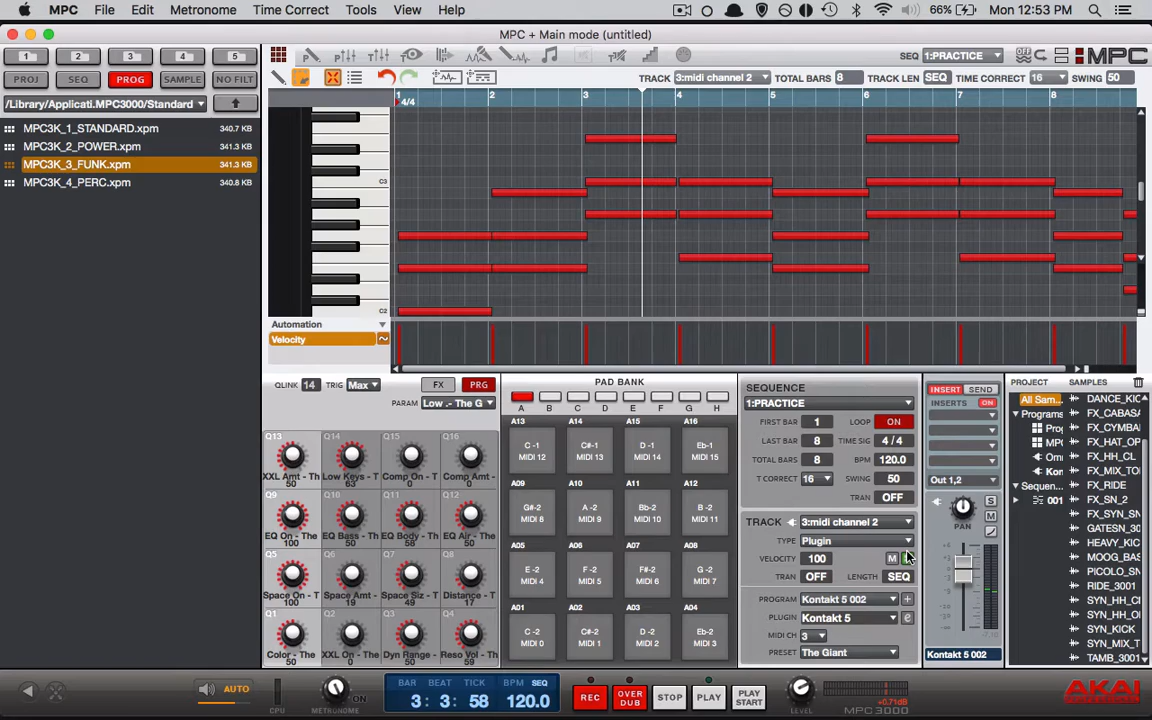 MPC File Edit Metronome Time Correct Tools View Help 66% Fri 12:53 PM
MPC + Main mode (untitled)
1 2 3 4 5
PROJ SEQ PROG SAMPLE NO FILT
/Library/Applicati.MPC3000/Standard
MPC3K_1_STANDARD.xpm 340.7 KB
MPC3K_2_POWER.xpm 341.3 KB
MPC3K_3_FUNK.xpm 341.3 KB
MPC3K_4_PERC.xpm 340.8 KB
SEQ 1:PRACTICE MPC
TRACK 3:midi channel 2 TOTAL BARS 8 TRACK LEN SEQ TIME CORRECT 16 SWING 50
1 2 3 4 5 6 7 8
4/4
C3
C2
Automation
Velocity
QLINK 14 TRIG Max FX PRG
PARAM Low .- The G
Q13 Q14 Q15 Q16
XXL Amt - Th Low Keys - T Comp On - T Comp Amt - T
50 63 0 0
Q9 Q10 Q11 Q12
EQ On - The EQ Bass - T EQ Body - T EQ Air - The
100 50 58 50
Q5 Q6 Q7 Q8
Space On - T Space Amt - Space Siz - T Distance - T
100 19 49 17
Q1 Q2 Q3 Q4
Color - The XXL On - The Dyn Range - Reso Vol - T
50 0 50 59
PAD BANK
A B C D E F G H
A13 A14 A15 A16
C -1 C#-1 D -1 Eb-1
MIDI 12 MIDI 13 MIDI 14 MIDI 15
A09 A10 A11 A12
G#-2 A -2 Bb-2 B -2
MIDI 8 MIDI 9 MIDI 10 MIDI 11
A05 A06 A07 A08
E -2 F -2 F#-2 G -2
MIDI 4 MIDI 5 MIDI 6 MIDI 7
A01 A02 A03 A04
C -2 C#-2 D -2 Eb-2
MIDI 0 MIDI 1 MIDI 2 MIDI 3
SEQUENCE
1:PRACTICE
FIRST BAR 1 LOOP ON
LAST BAR 8 TIME SIG 4 / 4
TOTAL BARS 8 BPM 120.0
T CORRECT 16 SWING 50
TRAN OFF
TRACK 3:midi channel 2
TYPE Plugin
VELOCITY 100 M
TRAN OFF LENGTH SEQ
PROGRAM Kontakt 5 002 +
PLUGIN Kontakt 5 e
MIDI CH 3
PRESET The Giant
INSERT SEND
INSERTS ON
Out 1,2
PAN
S
M
Kontakt 5 002
PROJECT SAMPLES
All Sam...
Programs
Sequen...
001
DANCE_KIC
FX_CABASA
FX_CYMBAL
FX_HAT_OP
FX_HH_CL
FX_MIX_TO
FX_RIDE
FX_SN_2
FX_SYN_SN
GATESN_30
HEAVY_KIC
MOOG_BAS
PICOLO_SN
RIDE_3001
SYN_HH_CL
SYN_HH_OP
SYN_KICK
SYN_TOM_3
TAMB_3001
AUTO
CPU METRONOME
BAR BEAT TICK BPM SEQ
3: 3: 58 120.0
REC OVER DUB STOP PLAY PLAY START
LEVEL +0.71dB
MPC 3000
AKAI
PROFESSIONAL